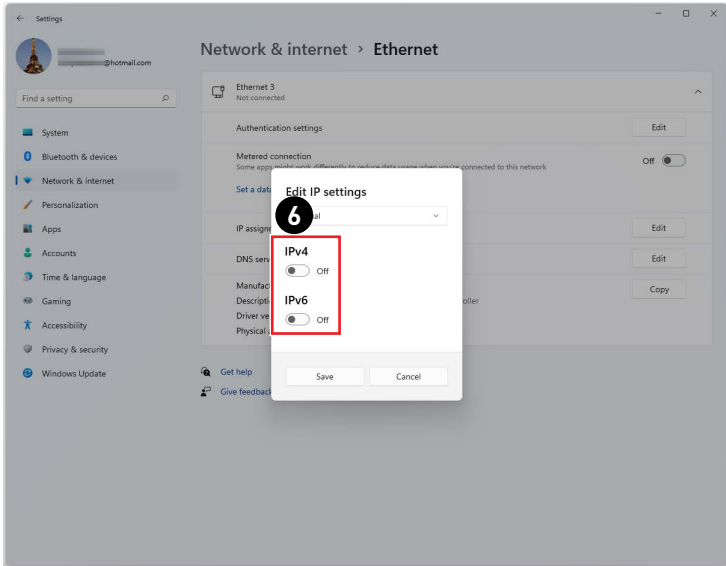 Settings
@hotmail.com
Find a setting
System
Bluetooth & devices
Network & internet
Personalization
Apps
Accounts
Time & language
Gaming
Accessibility
Privacy & security
Windows Update
Network & internet > Ethernet
Ethernet 3
Not connected
Authentication settings
Edit
Metered connection
Some apps might work differently to reduce data usage when you're connected to this network
Off
Set a data
IP assignm
Edit
DNS serv
Edit
Manufact
Copy
Descripti
oller
Driver ve
Physical a
Get help
Give feedback
Edit IP settings
6
al
IPv4
Off
IPv6
Off
Save
Cancel